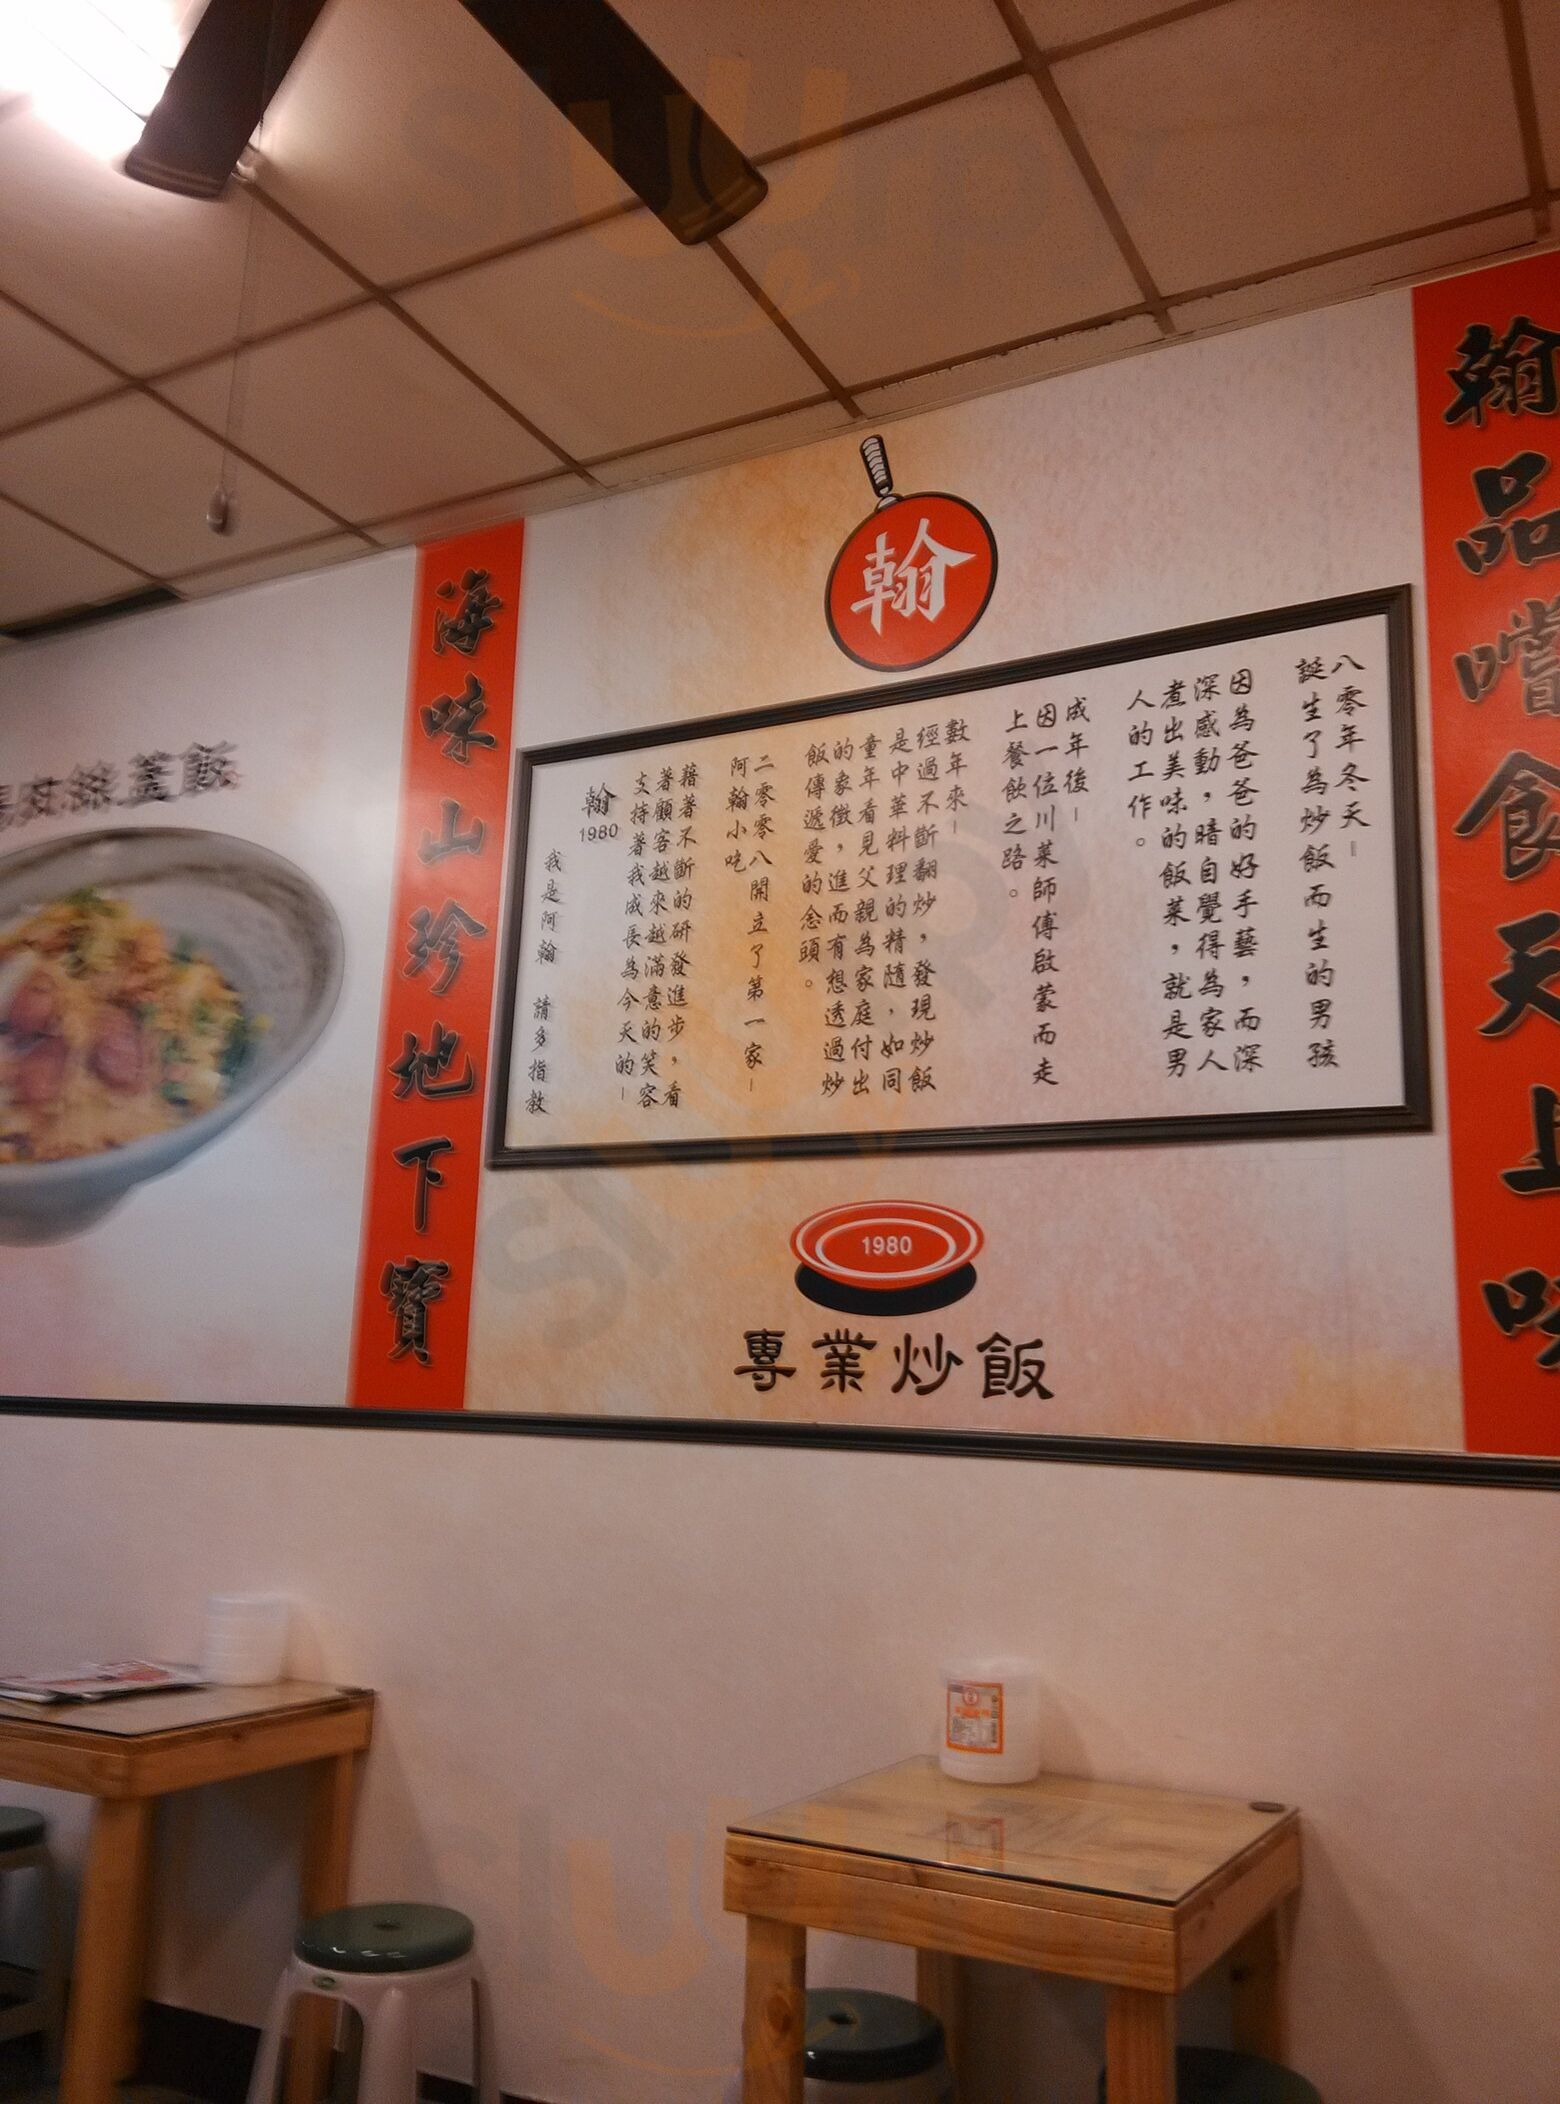 翰
品
嚐
食
天
上
味
翰
八零年冬天－
誕生了為炒飯而生的男孩
因為爸爸的好手藝，而深
深感動，暗自覺得為家人
煮出美味的飯菜，就是男
人的工作。
成年後－
因一位川菜師傅啟蒙而走
上餐飲之路。
數年來－
經過不斷翻炒，發現炒飯
是中華料理的精隨，如同
童年看見父親為家庭付出
的象徵，進而有想透過炒
飯傳遞愛的念頭。
二零零八開立了第一家－
阿翰小吃
藉著不斷的研發進步，看
著顧客越來越滿意的笑容
支持著我成長為今天的－
翰
1980
我是阿翰　請多指教
1980
專業炒飯
海味山珍地下寶
肉絲蓋飯